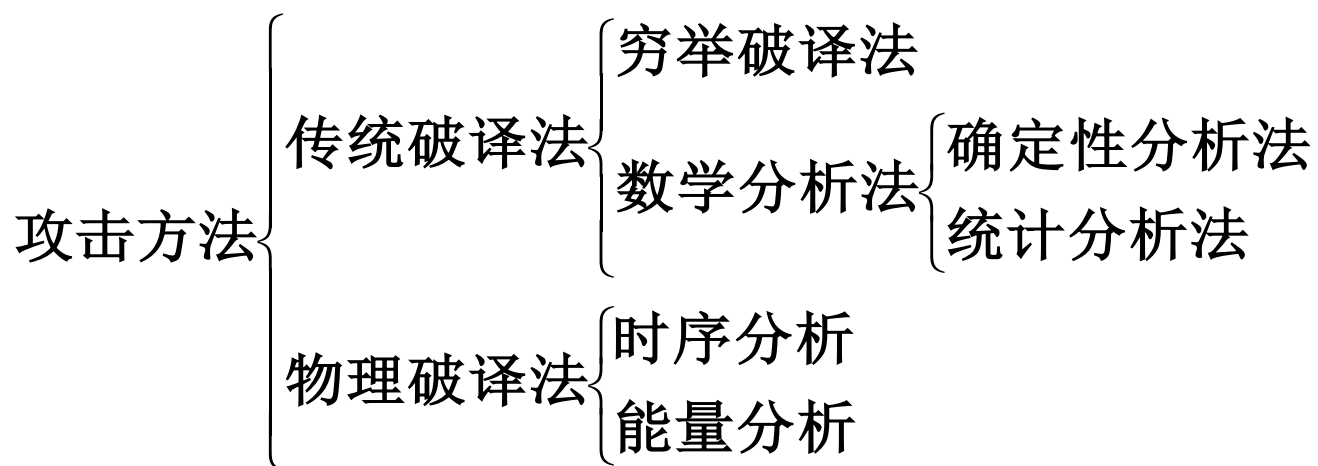 穷举破译法
传统破译法
确定性分析法
数学分析法
统计分析法
攻击方法
时序分析
物理破译法
能量分析